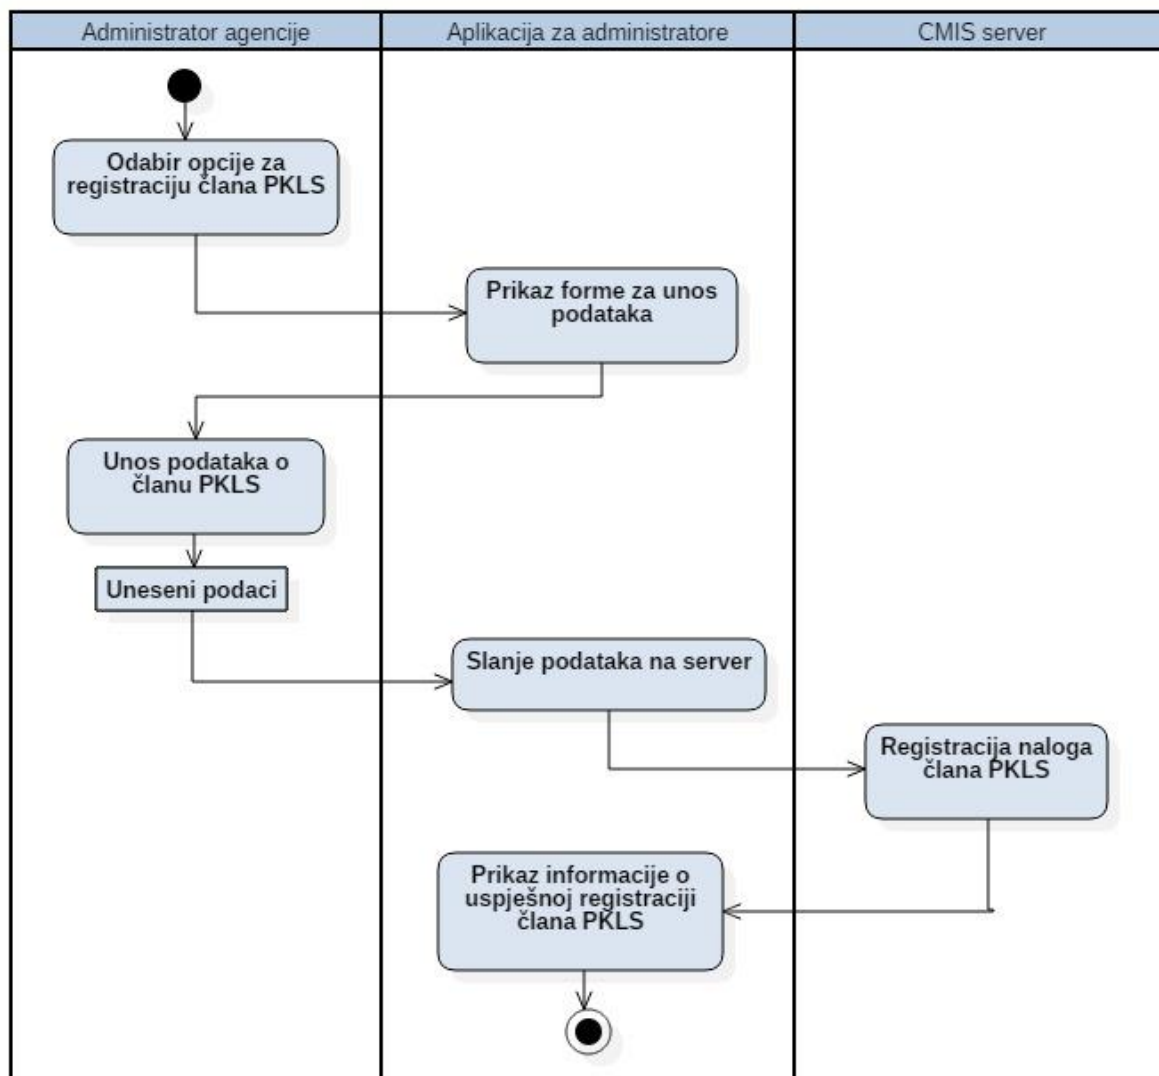 Administrator agencije
Aplikacija za administratore
CMIS server
Odabir opcije za
registraciju člana PKLS
Prikaz forme za unos
podataka
Unos podataka o
članu PKLS
Uneseni podaci
Slanje podataka na server
Registracija naloga
člana PKLS
Prikaz informacije o
uspješnoj registraciji
člana PKLS